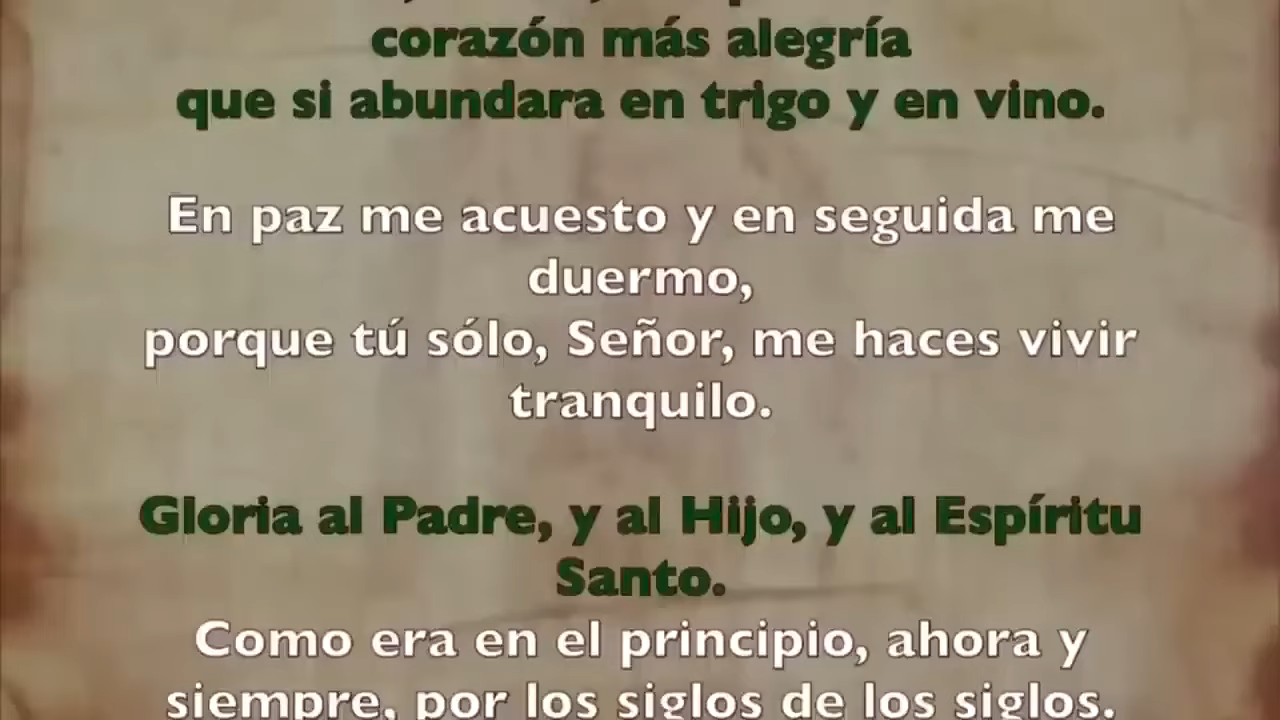 corazón más alegría
que si abundara en trigo y en vino.
En paz me acuesto y en seguida me
duermo,
porque tú sólo, Señor, me haces vivir
tranquilo.
Gloria al Padre, y al Hijo, y al Espíritu
Santo.
Como era en el principio, ahora y
siempre, por los siglos de los siglos.